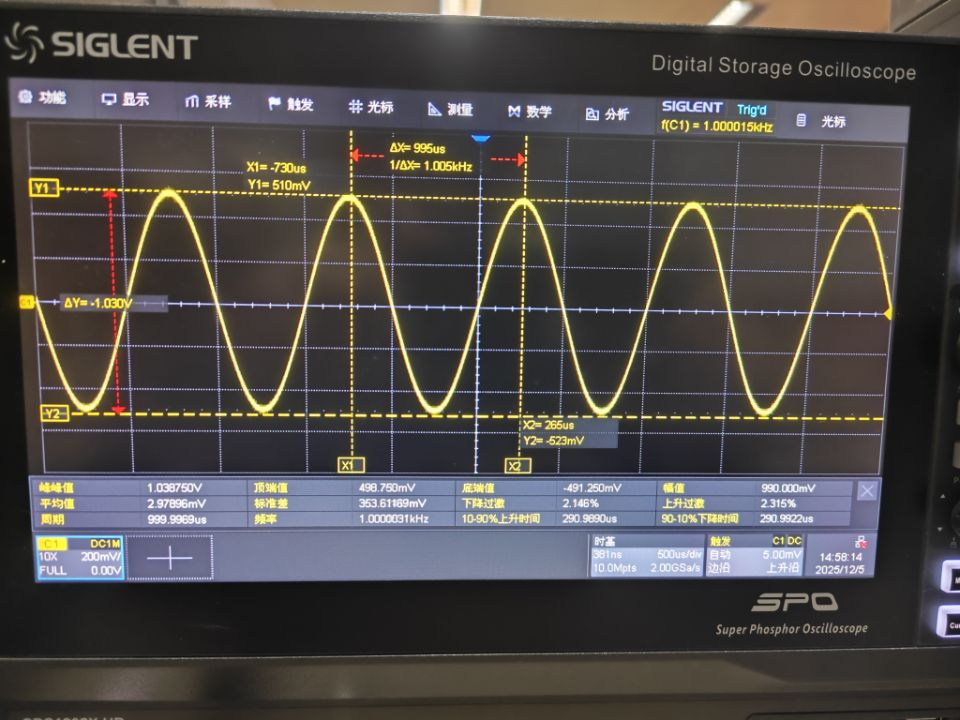 SIGLENT
Digital Storage Oscilloscope
功能 显示 采样 触发 光标 测量 数学 分析 SIGLENT Trig'd 光标
f(C1) = 1.000015kHz
ΔX= 995us
1/ΔX= 1.005kHz
X1= -730us
Y1= 510mV
Y1
ΔY= -1.030V
Y2
X2= 265us
Y2= -523mV
X1 X2
峰峰值 1.038750V 顶端值 498.750mV 底端值 -491.250mV 幅值 990.000mV
平均值 2.97896mV 标准差 353.61189mV 下降过激 2.146% 上升过激 2.315%
周期 999.9969us 频率 1.0000031kHz 10-90%上升时间 290.9890us 90-10%下降时间 290.9922us
C1 DC1M
10X 200mV/
FULL 0.00V
时基
381ns 500us/div
10.0Mpts 2.00GSa/s
触发 C1 DC
自动 5.00mV
边沿 上升沿
14:58:14
2025/12/5
SPO
Super Phosphor Oscilloscope